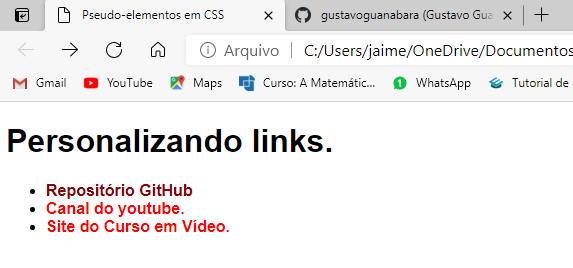 Pseudo-elementos em CSS
gustavoguanabara (Gustavo Gua
Arquivo
C:/Users/jaime/OneDrive/Documentos
Gmail
YouTube
Maps
Curso: A Matemátic...
WhatsApp
Tutorial de
Personalizando links.
Repositório GitHub
Canal do youtube.
Site do Curso em Vídeo.